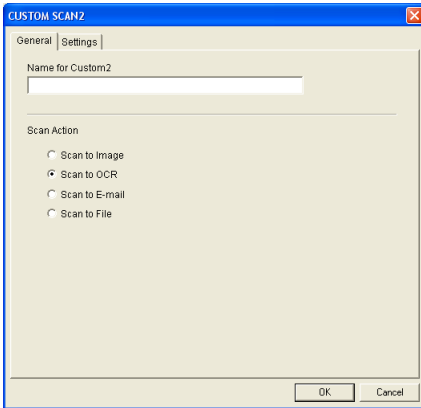 CUSTOM SCAN2
General Settings
Name for Custom2
Scan Action
Scan to Image
Scan to OCR
Scan to E-mail
Scan to File
OK Cancel